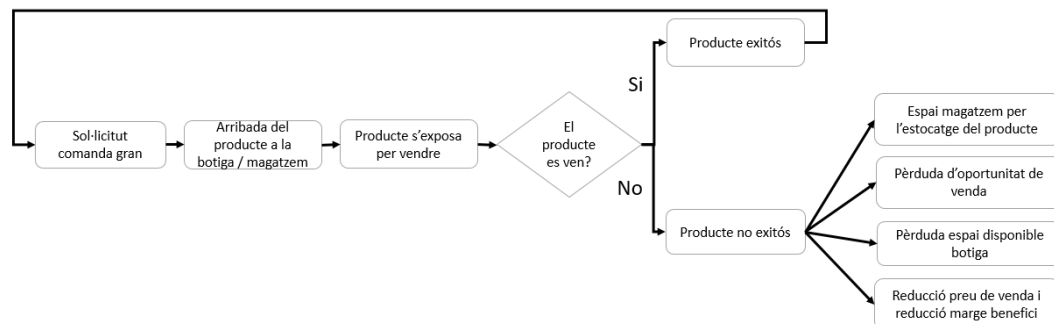 Producte exitós
Si
Sol·licitut
comanda gran
Arribada del
producte a la
botiga / magatzem
Producte s'exposa
per vendre
El
producte
es ven?
No
Producte no exitós
Espai magatzem per
l'estocatge del producte
Pèrduda d'oportunitat de
venda
Pèrduda espai disponible
botiga
Reducció preu de venda i
reducció marge benefici